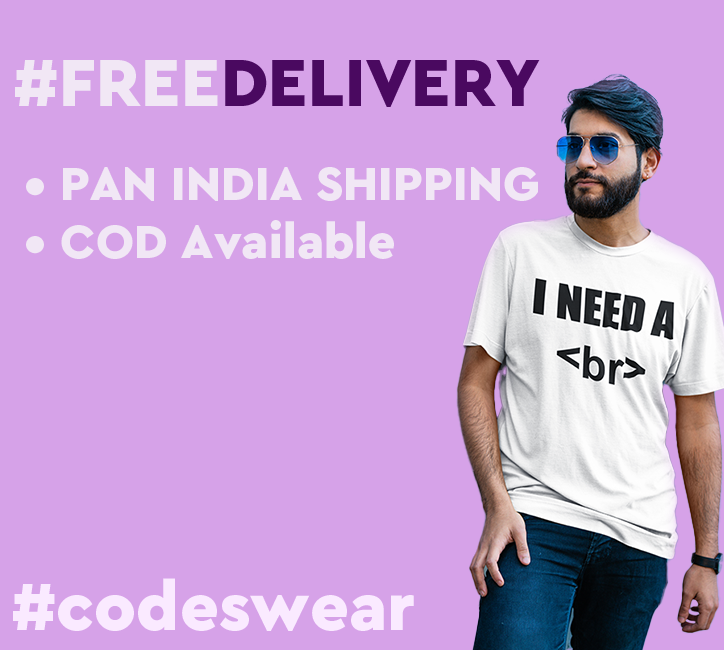 #FREEDELIVERY
• PAN INDIA SHIPPING
• COD Available
I NEED A
<br>
#codeswear